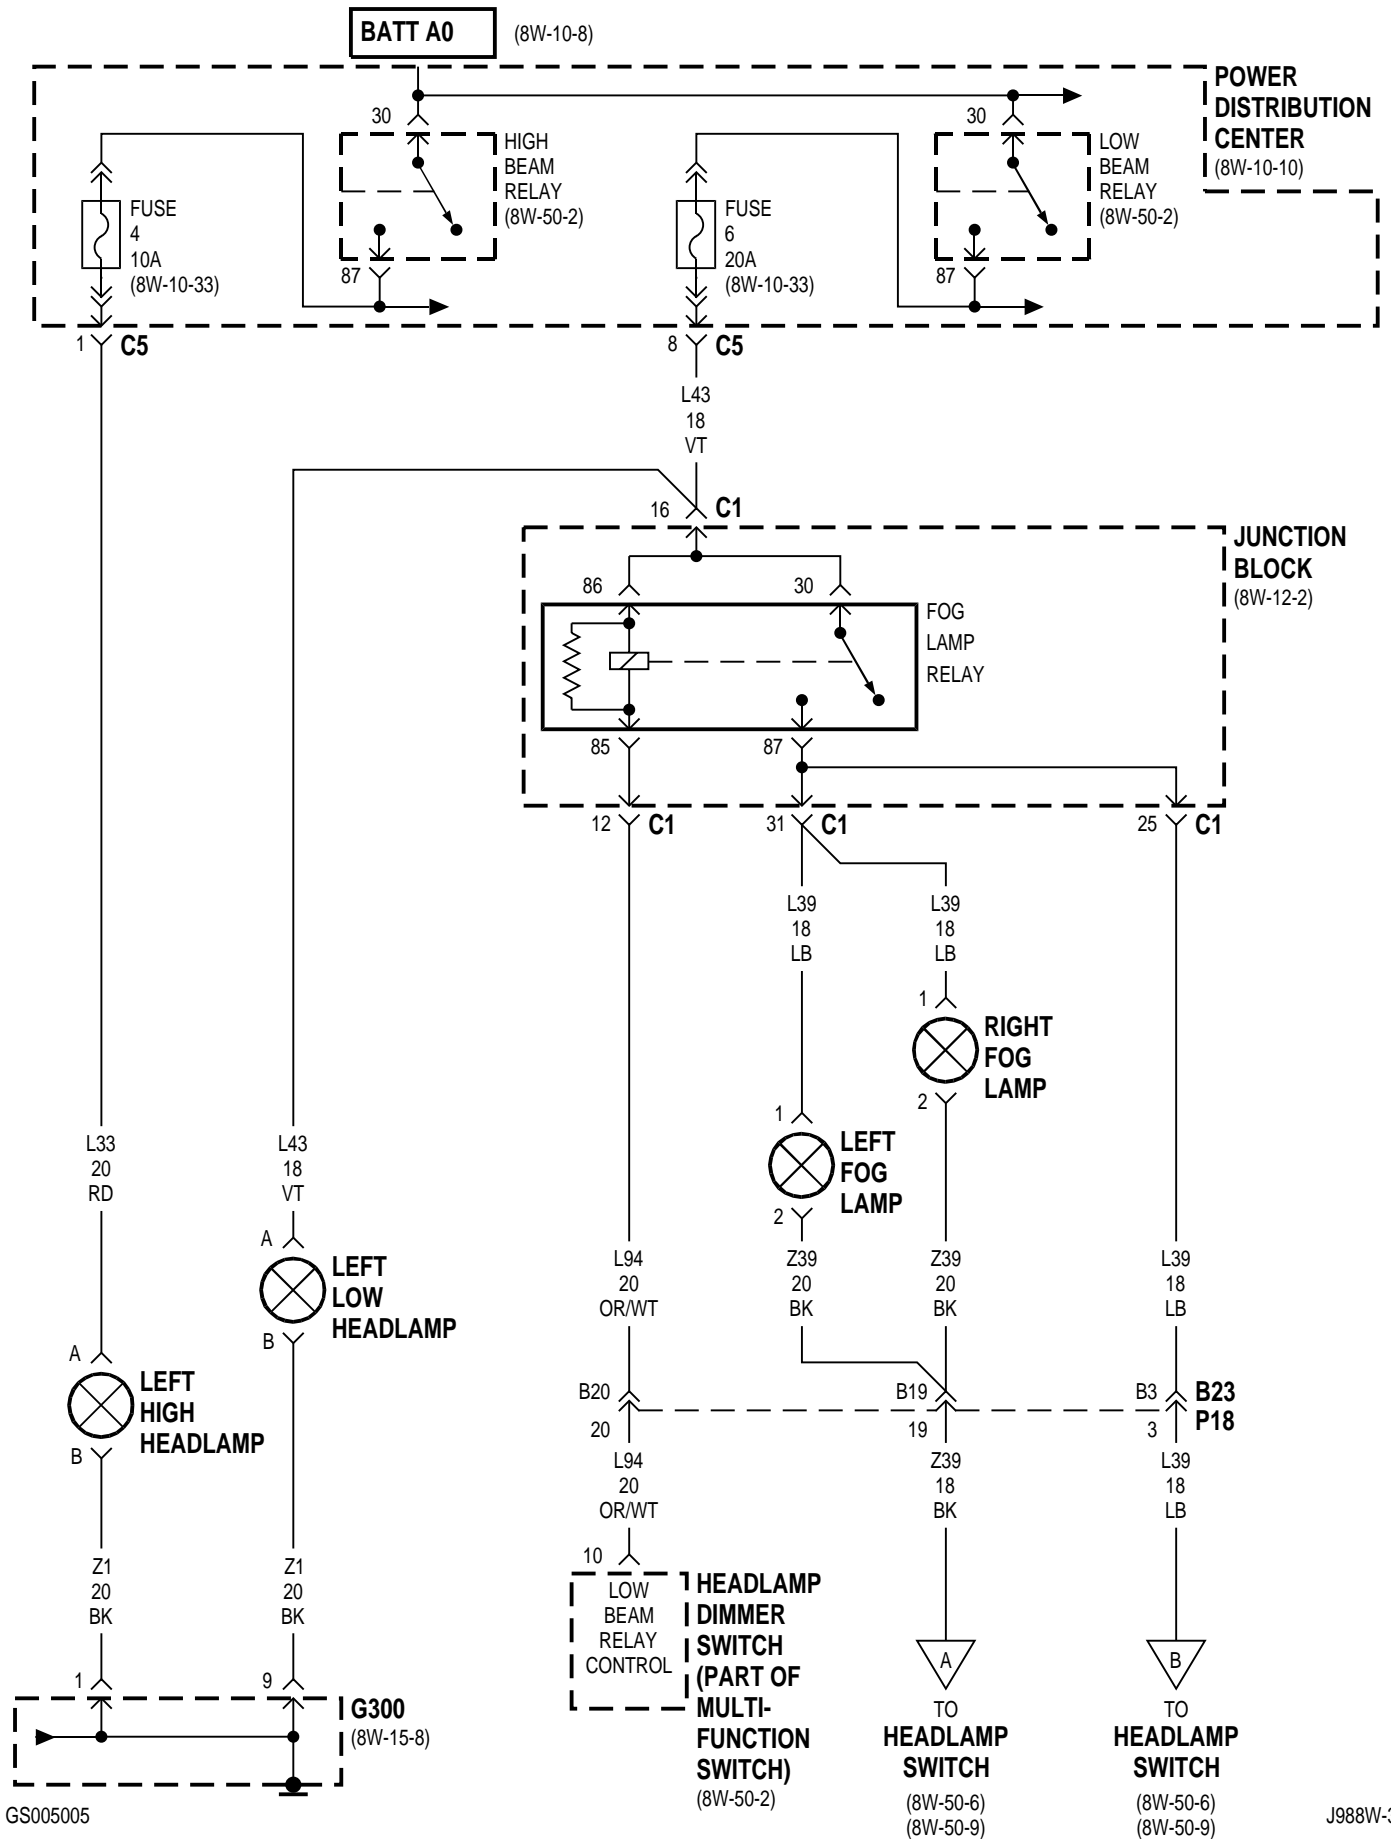 BATT A0
(8W-10-8)
POWER
DISTRIBUTION
CENTER
(8W-10-10)
30
HIGH
BEAM
RELAY
(8W-50-2)
87
30
LOW
BEAM
RELAY
(8W-50-2)
87
FUSE
4
10A
(8W-10-33)
FUSE
6
20A
(8W-10-33)
1
C5
8
C5
L43
18
VT
16
C1
JUNCTION
BLOCK
(8W-12-2)
86
30
FOG
LAMP
RELAY
85
87
12
C1
31
C1
25
C1
L39
18
LB
L39
18
LB
1
RIGHT
FOG
LAMP
2
1
LEFT
FOG
LAMP
2
L33
20
RD
L43
18
VT
A
LEFT
LOW
HEADLAMP
B
A
LEFT
HIGH
HEADLAMP
B
L94
20
OR/WT
Z39
20
BK
Z39
20
BK
L39
18
LB
B20
B19
B3
B23
20
19
3
P18
L94
20
OR/WT
Z39
18
BK
L39
18
LB
Z1
20
BK
Z1
20
BK
10
LOW
BEAM
RELAY
CONTROL
HEADLAMP
DIMMER
SWITCH
(PART OF
MULTI-
FUNCTION
SWITCH)
(8W-50-2)
A
TO
HEADLAMP
SWITCH
(8W-50-6)
(8W-50-9)
B
TO
HEADLAMP
SWITCH
(8W-50-6)
(8W-50-9)
1
9
G300
(8W-15-8)
GS005005